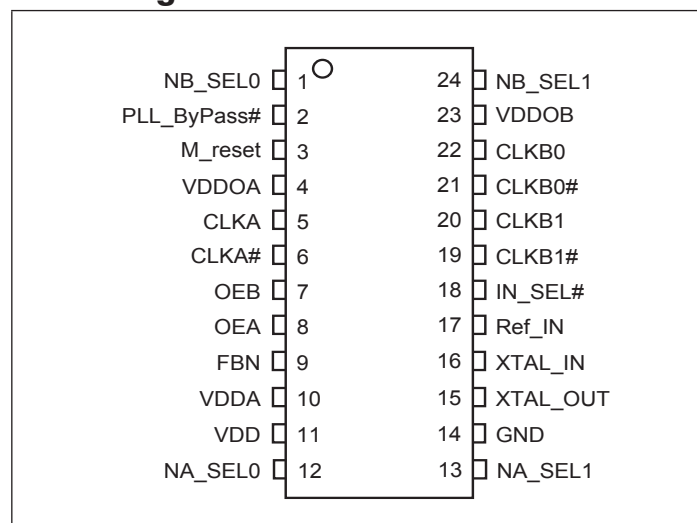 NB_SEL0 1 24 NB_SEL1
PLL_ByPass# 2 23 VDDOB
M_reset 3 22 CLKB0
VDDOA 4 21 CLKB0#
CLKA 5 20 CLKB1
CLKA# 6 19 CLKB1#
OEB 7 18 IN_SEL#
OEA 8 17 Ref_IN
FBN 9 16 XTAL_IN
VDDA 10 15 XTAL_OUT
VDD 11 14 GND
NA_SEL0 12 13 NA_SEL1